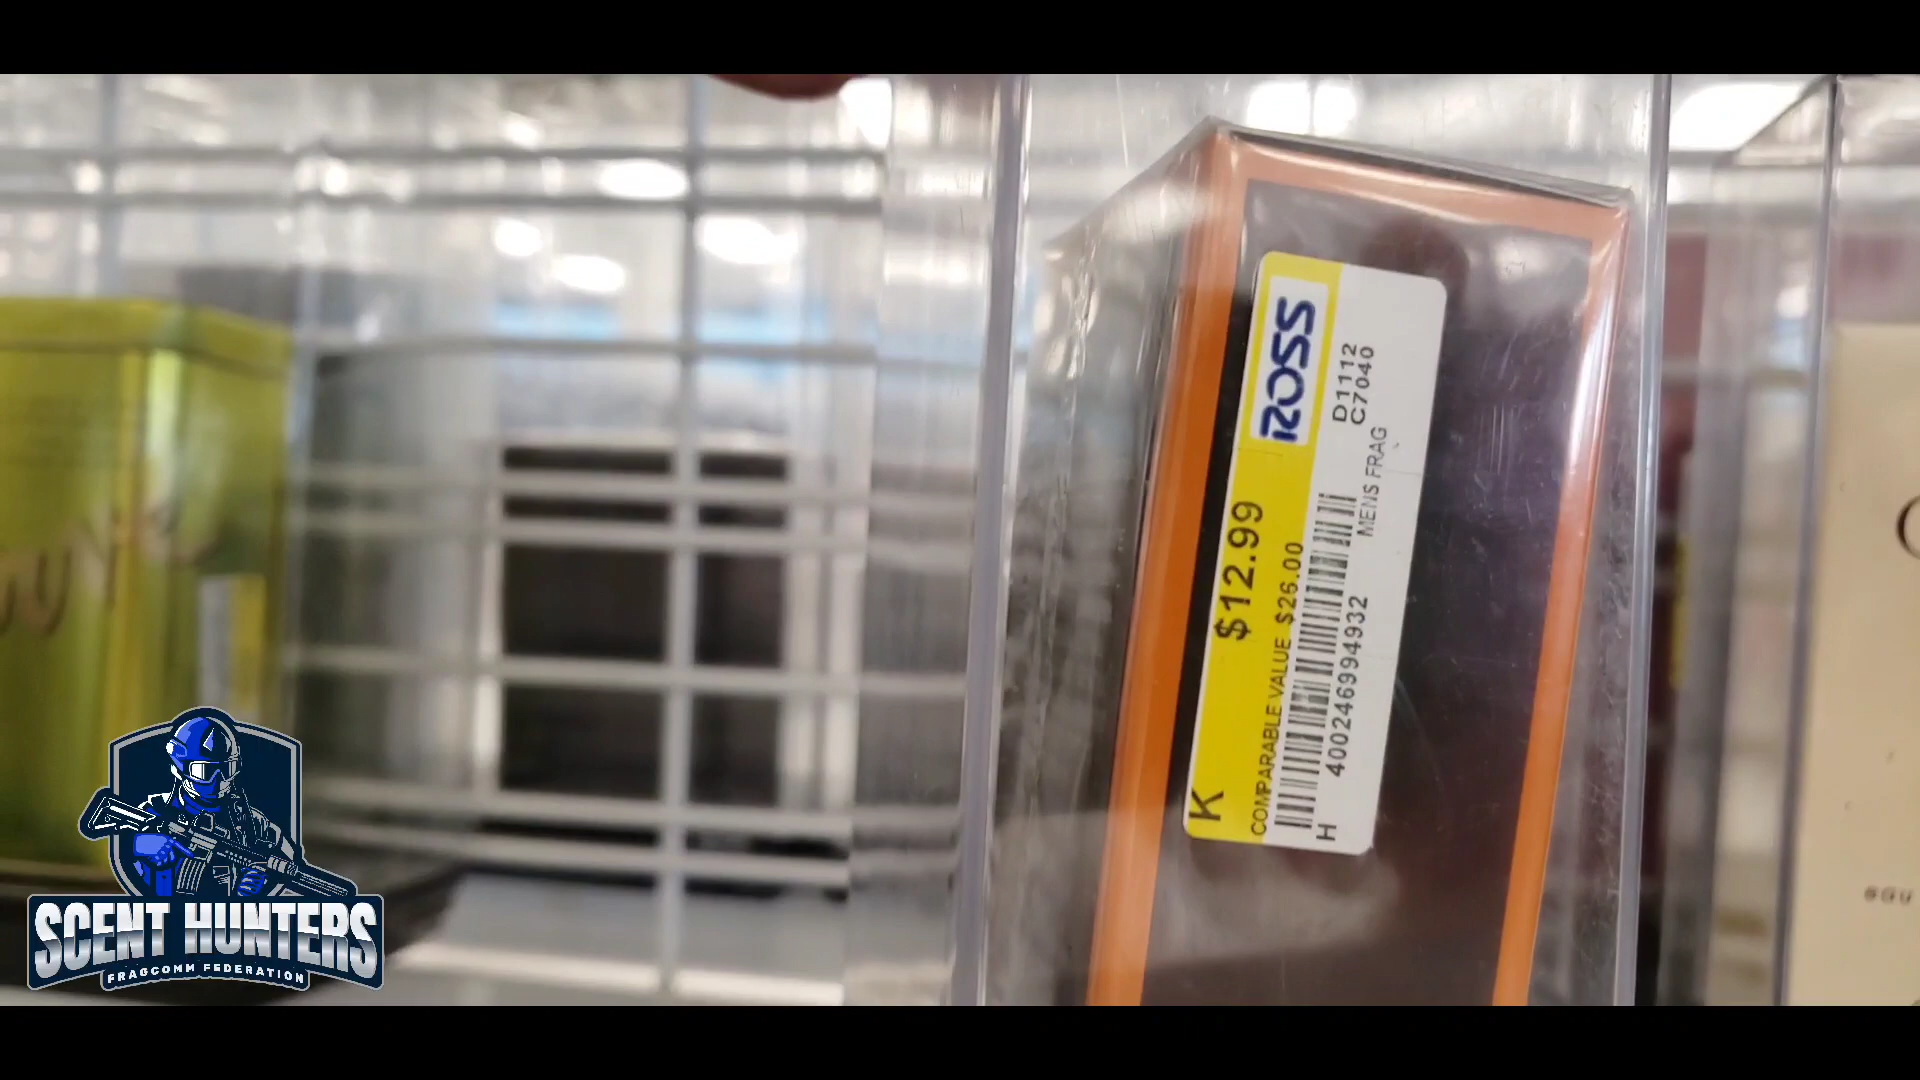 ROSS
D1112
C7040
MENS FRAG
$12.99
COMPARABLE VALUE $26.00
400246994932
K
H
SCENT HUNTERS
FRAGCOMM FEDERATION